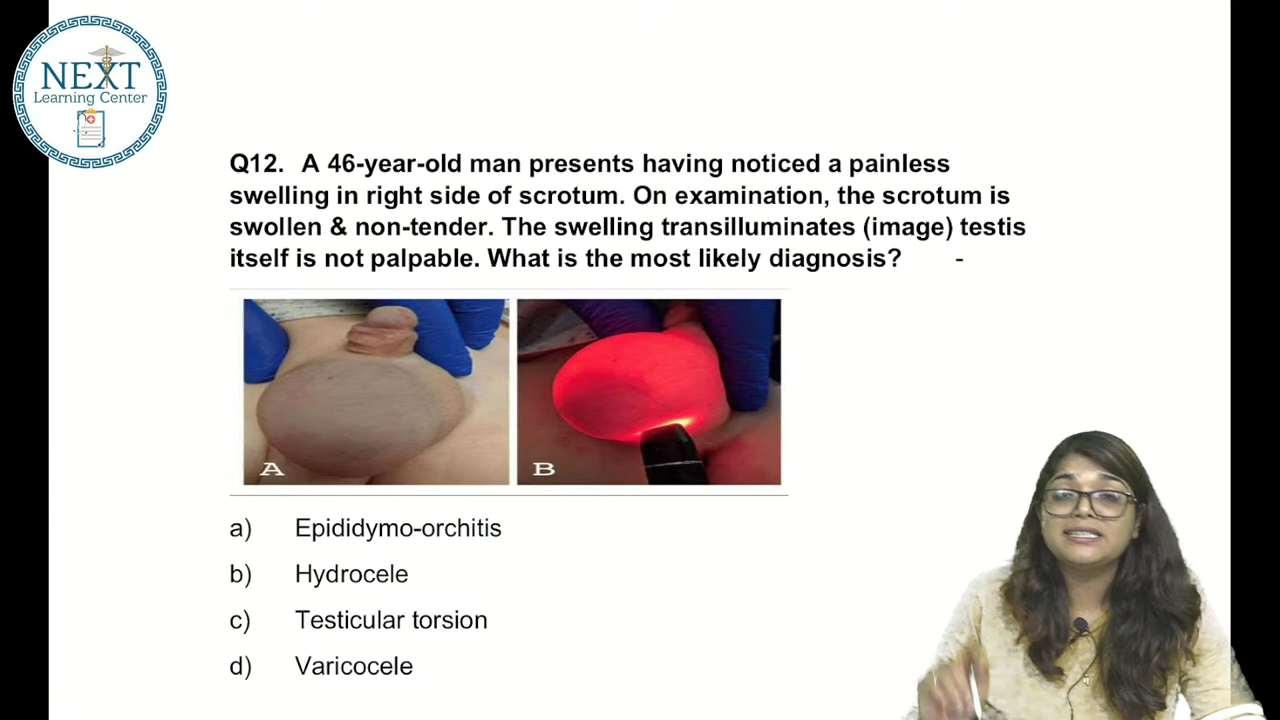 NEXT
Learning Center
Q12. A 46-year-old man presents having noticed a painless
swelling in right side of scrotum. On examination, the scrotum is
swollen & non-tender. The swelling transilluminates (image) testis
itself is not palpable. What is the most likely diagnosis? -
A B
a) Epididymo-orchitis
b) Hydrocele
c) Testicular torsion
d) Varicocele